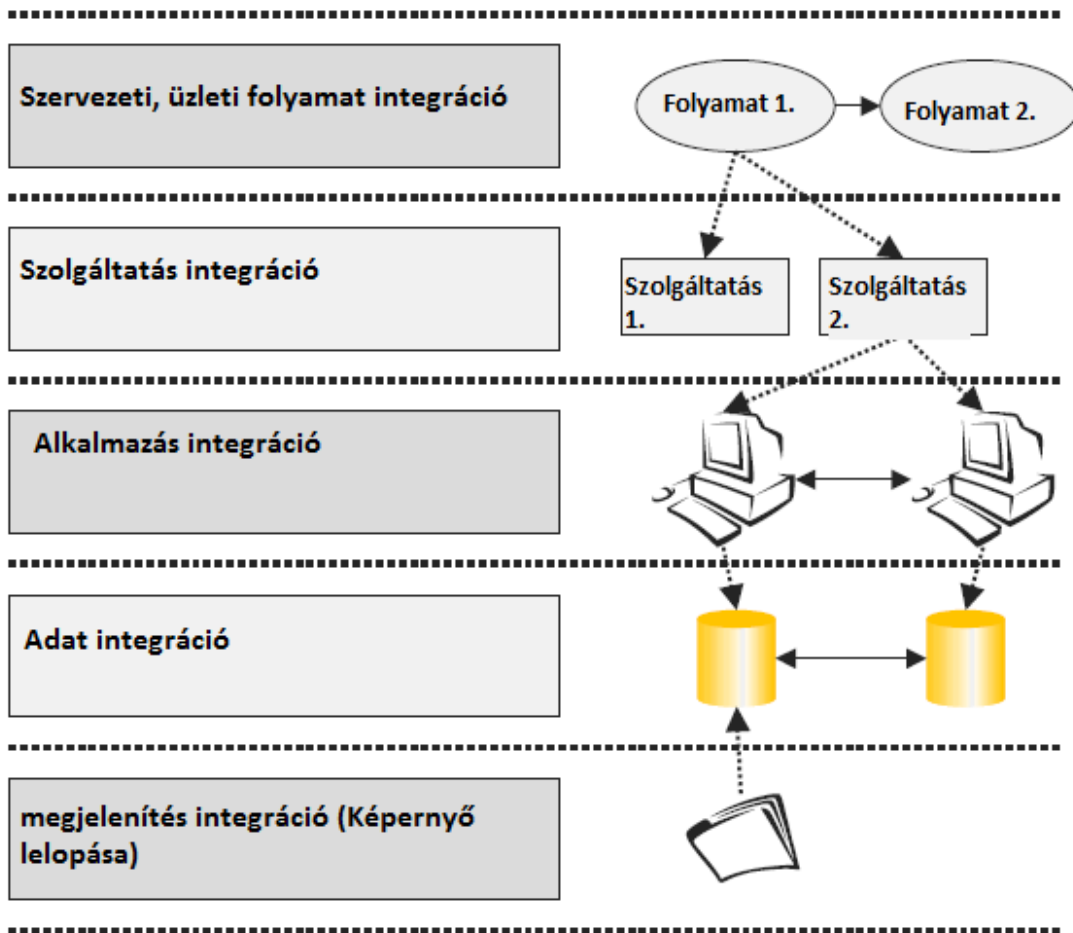 Szervezeti, üzleti folyamat integráció
Folyamat 1.
Folyamat 2.
Szolgáltatás integráció
Szolgáltatás
1.
Szolgáltatás
2.
Alkalmazás integráció
Adat integráció
megjelenítés integráció (Képernyő
lelopása)